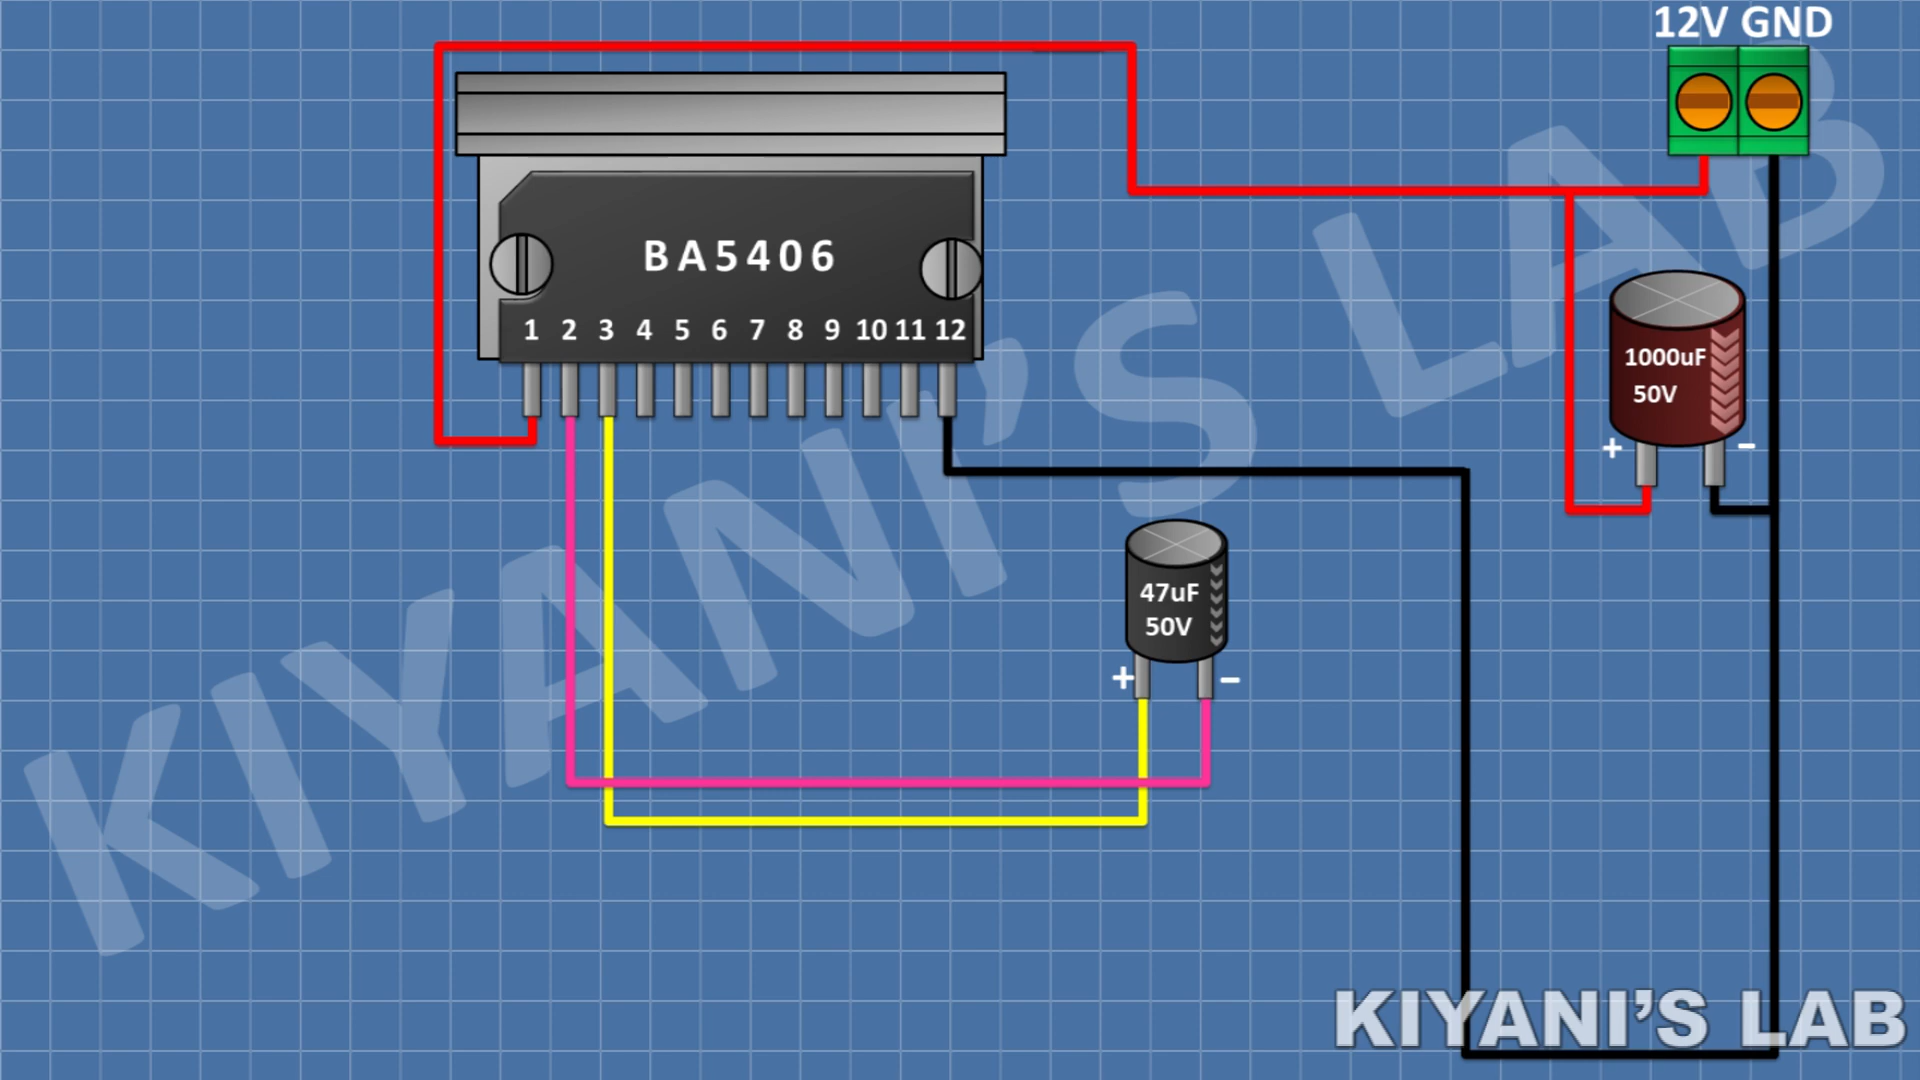 12V GND
BA5406
1 2 3 4 5 6 7 8 9 10 11 12
1000uF
50V
+ -
47uF
50V
+ -
KIYANI'S LAB
KIYANI'S LAB